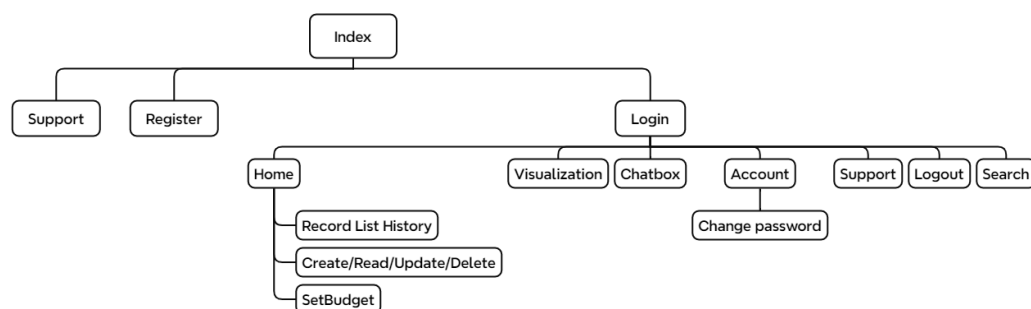 Index
Support
Register
Login
Home
Visualization
Chatbox
Account
Support
Logout
Search
Record List History
Change password
Create/Read/Update/Delete
SetBudget